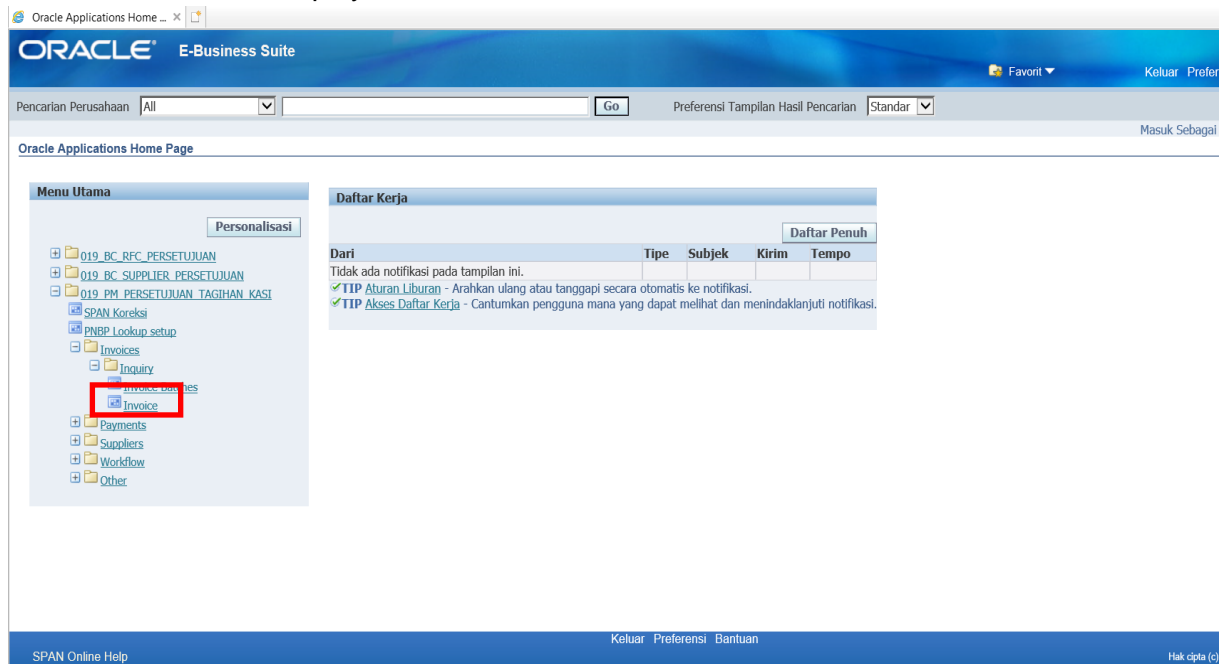 Oracle Applications Home ...
ORACLE E-Business Suite
Favorit Keluar Prefer
Pencarian Perusahaan All Go Preferensi Tampilan Hasil Pencarian Standar
Masuk Sebagai
Oracle Applications Home Page
Menu Utama
Personalisasi
019_BC_RFC_PERSETUJUAN
019_BC_SUPPLIER_PERSETUJUAN
019_PM_PERSETUJUAN_TAGIHAN_KASI
SPAN Koreksi
PNBP Lookup setup
Invoices
Inquiry
Invoice
Invoice
Payments
Suppliers
Workflow
Other
Daftar Kerja
Daftar Penuh
Dari Tipe Subjek Kirim Tempo
Tidak ada notifikasi pada tampilan ini.
TIP Aturan Liburan - Arahkan ulang atau tanggapi secara otomatis ke notifikasi.
TIP Akses Daftar Kerja - Cantumkan pengguna mana yang dapat melihat dan menindaklanjuti notifikasi.
Keluar Preferensi Bantuan
SPAN Online Help
Hak cipta (c)